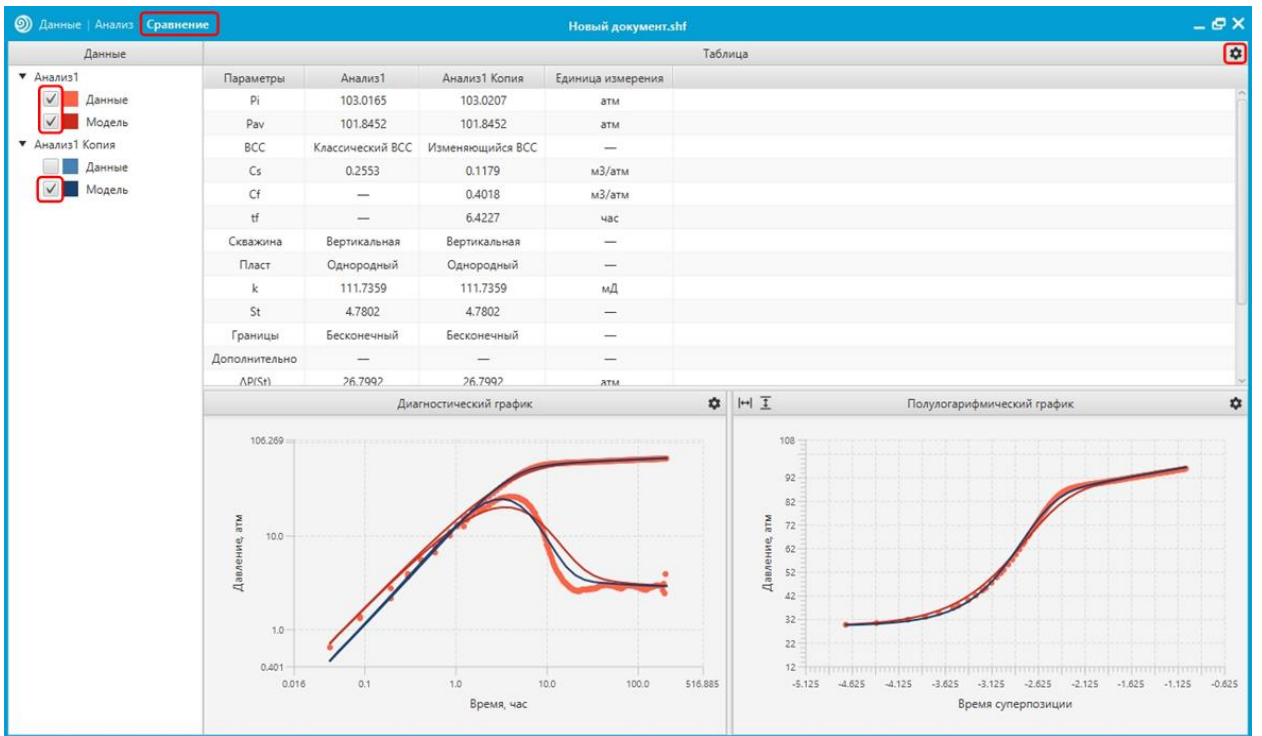 Данные | Анализ Сравнение Новый документ.shf
Данные Таблица
Анализ1
Данные
Модель
Анализ1 Копия
Данные
Модель
Параметры Анализ1 Анализ1 Копия Единица измерения
Pi 103.0165 103.0207 атм
Pav 101.8452 101.8452 атм
ВСС Классический ВСС Изменяющийся ВСС —
Cs 0.2553 0.1179 м3/атм
Cf — 0.4018 м3/атм
tf — 6.4227 час
Скважина Вертикальная Вертикальная —
Пласт Однородный Однородный —
k 111.7359 111.7359 мД
St 4.7802 4.7802 —
Границы Бесконечный Бесконечный —
Дополнительно — — —
ΔP(St) 26.7992 26.7992 атм
Диагностический график
106.269
10.0
1.0
0.401
0.016 0.1 1.0 10.0 100.0 516.885
Давление, атм
Время, час
Полулогарифмический график
108
92
82
72
62
52
42
32
22
12
-5.125 -4.625 -4.125 -3.625 -3.125 -2.625 -2.125 -1.625 -1.125 -0.625
Давление, атм
Время суперпозиции